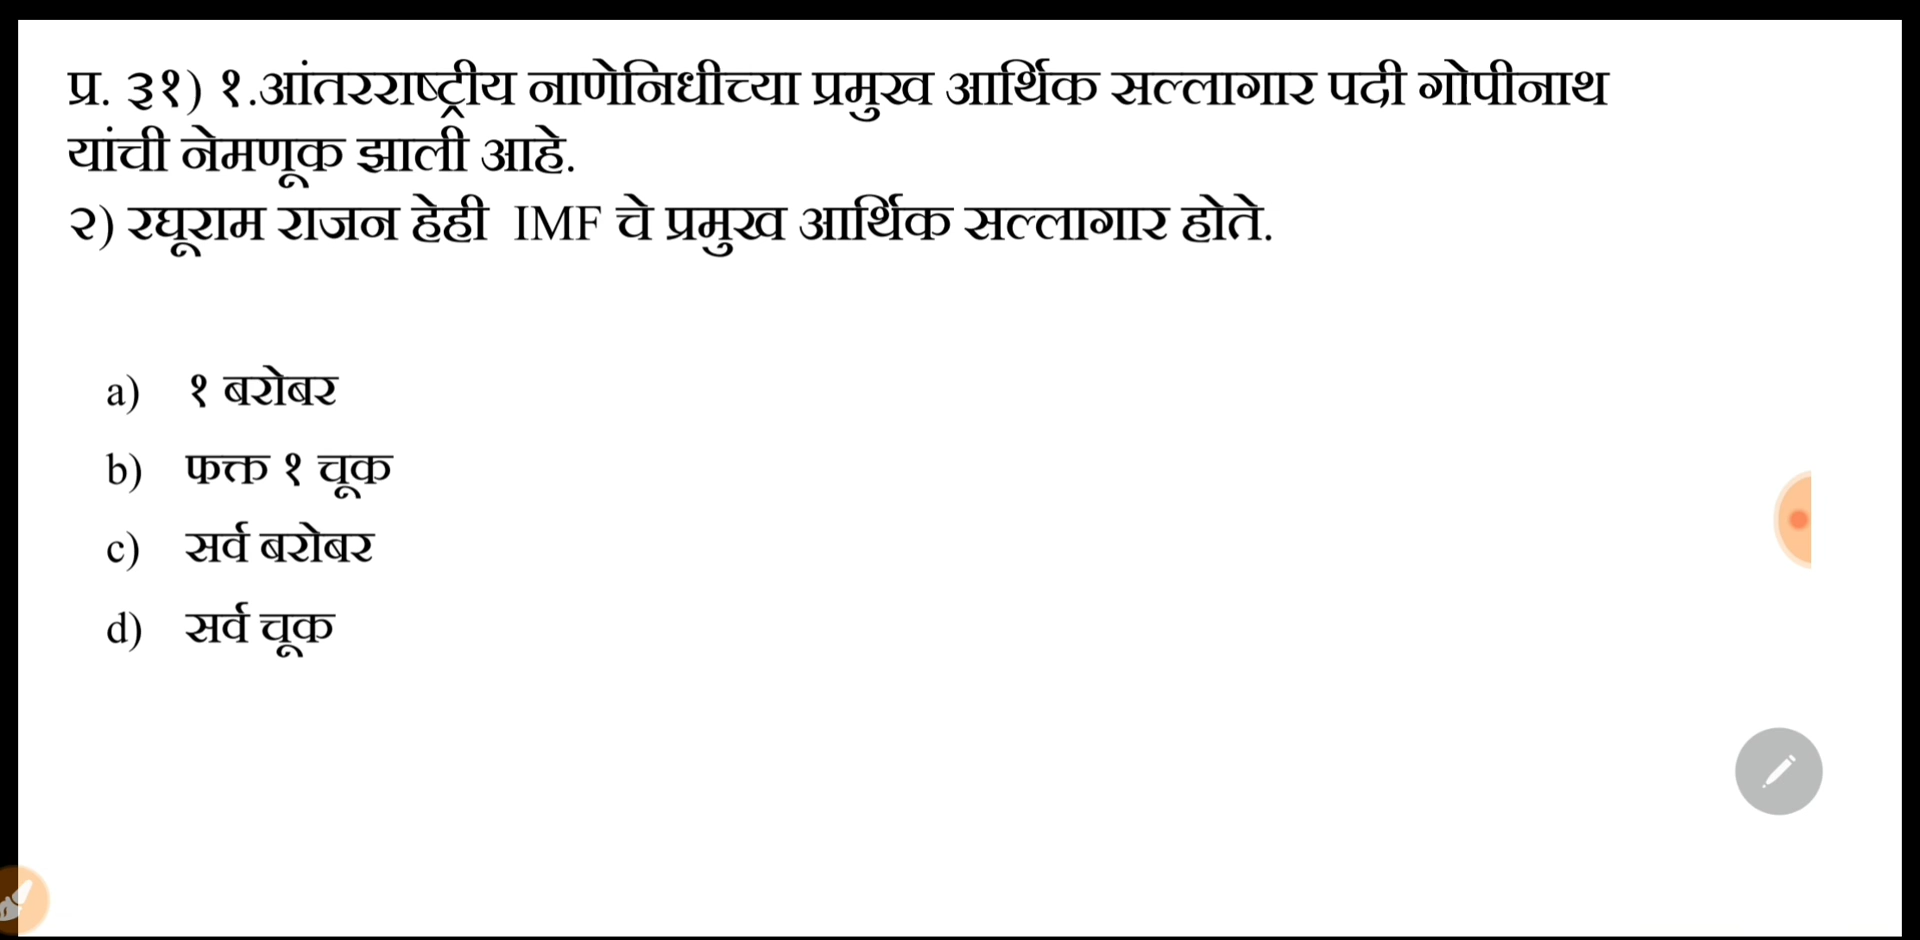 प्र. ३१) १.आंतरराष्ट्रीय नाणेनिधीच्या प्रमुख आर्थिक सल्लागार पदी गोपीनाथ
यांची नेमणूक झाली आहे.
२) रघूराम राजन हेही IMF चे प्रमुख आर्थिक सल्लागार होते.
a) १ बरोबर
b) फक्त १ चूक
c) सर्व बरोबर
d) सर्व चूक